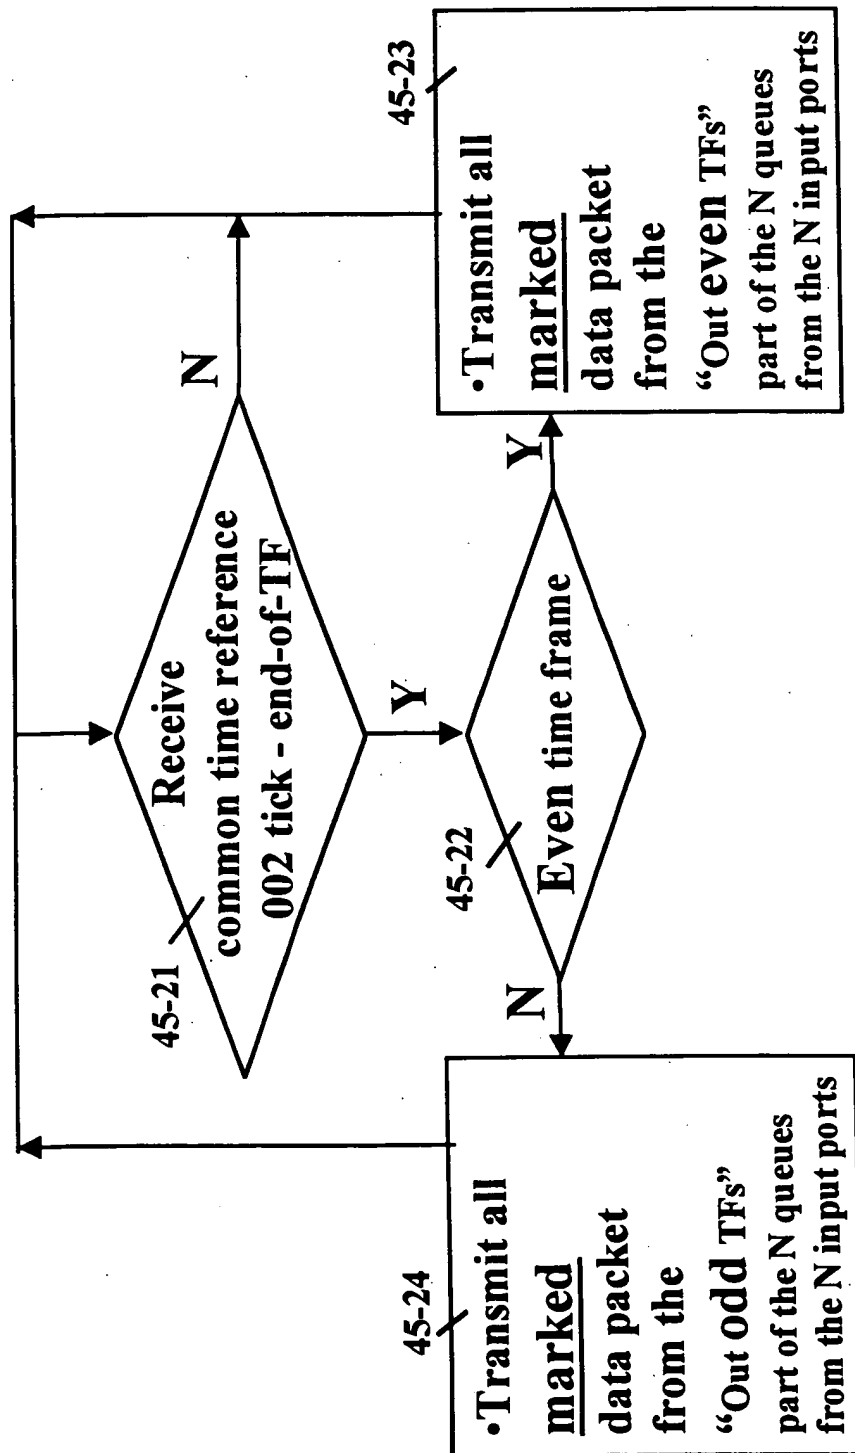 45-21
Receive
common time reference
002 tick - end-of-TF
N
Y
45-22
Even time frame
N
Y
45-24
•Transmit all
marked
data packet
from the
“Out odd TFs”
part of the N queues
from the N input ports
45-23
•Transmit all
marked
data packet
from the
“Out even TFs”
part of the N queues
from the N input ports